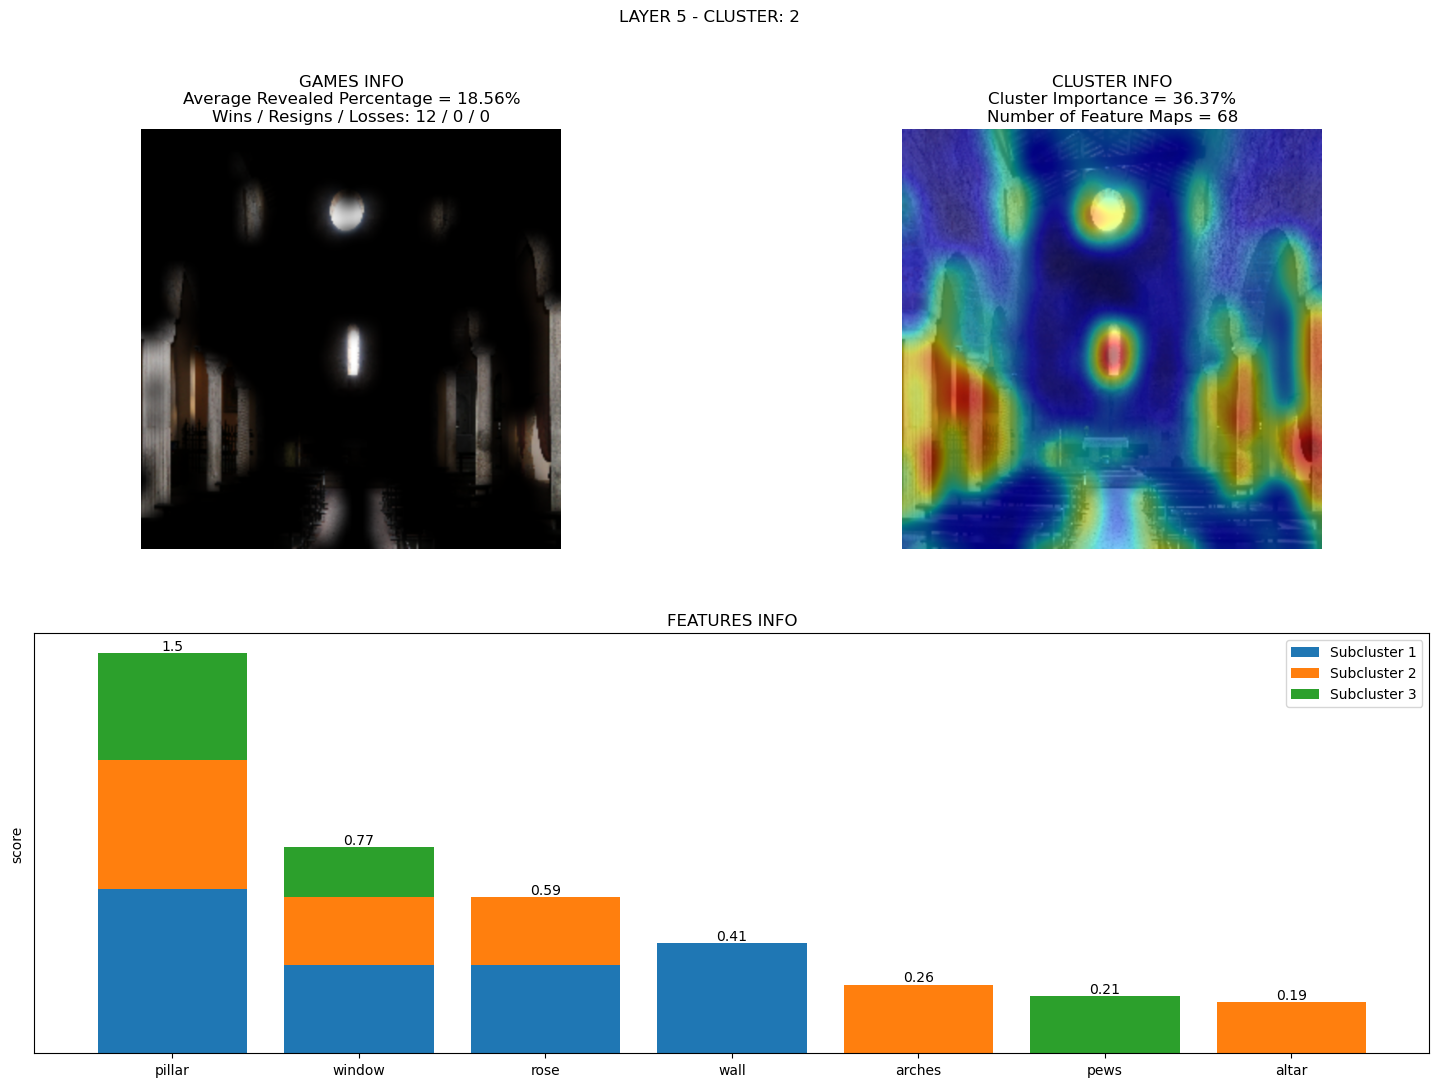 LAYER 5 - CLUSTER: 2
GAMES INFO
Average Revealed Percentage = 18.56%
Wins / Resigns / Losses: 12 / 0 / 0
CLUSTER INFO
Cluster Importance = 36.37%
Number of Feature Maps = 68
FEATURES INFO
score
1.5
0.77
0.59
0.41
0.26
0.21
0.19
Subcluster 1
Subcluster 2
Subcluster 3
pillar
window
rose
wall
arches
pews
altar